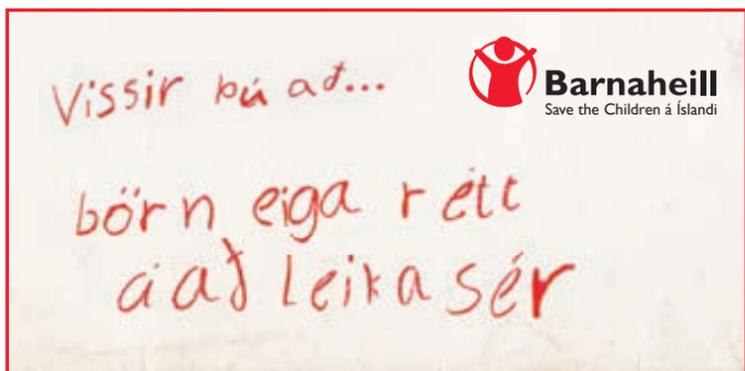 Vissir þú að...
Barnaheill
Save the Children á Íslandi
börn eiga rétt
á að leika sér